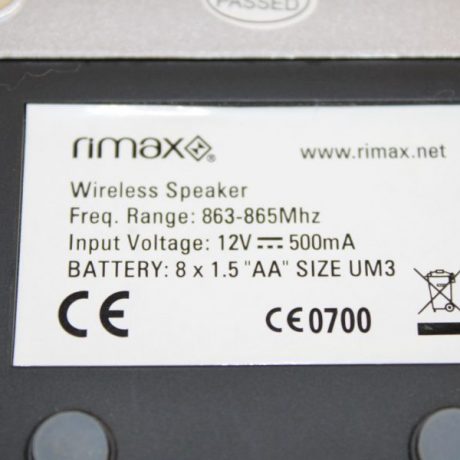 PASSED
rimax®
www.rimax.net
Wireless Speaker
Freq. Range: 863-865Mhz
Input Voltage: 12V⎓500mA
BATTERY: 8 x 1.5 "AA" SIZE UM3
CE
CE0700